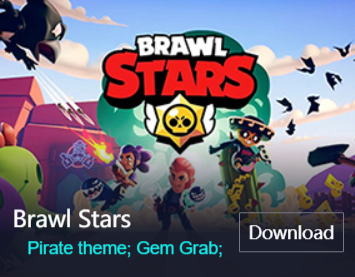 BRAWL
STARS
Brawl Stars
Download
Pirate theme; Gem Grab;